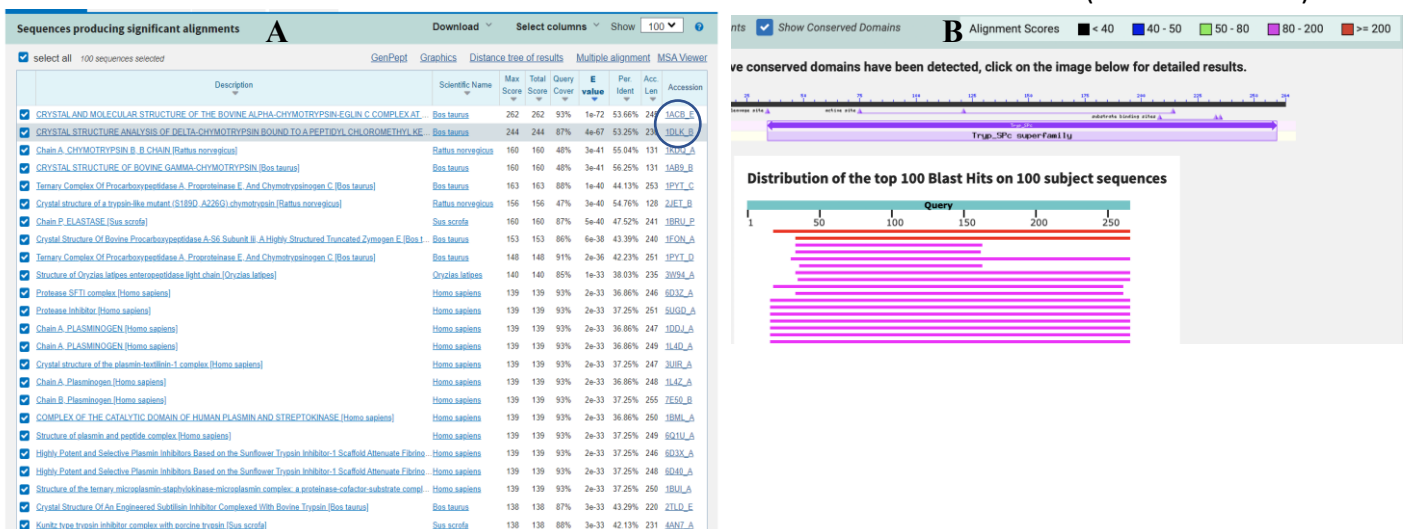 Sequences producing significant alignments A Download Select columns Show 100
select all 100 sequences selected GenPept Graphics Distance tree of results Multiple alignment MSA Viewer
Description Scientific Name Max Score Total Score Query Cover E value Per. Ident Acc. Len Accession
CRYSTAL AND MOLECULAR STRUCTURE OF THE BOVINE ALPHA-CHYMOTRYPSIN-EGLIN C COMPLEX AT ... Bos taurus 262 262 93% 1e-72 53.66% 245 1ACB_E
CRYSTAL STRUCTURE ANALYSIS OF DELTA-CHYMOTRYPSIN BOUND TO A PEPTIDYL CHLOROMETHYL KE... Bos taurus 244 244 87% 4e-67 53.25% 230 1DLK_B
Chain A, CHYMOTRYPSIN B, B CHAIN [Rattus norvegicus] Rattus norvegicus 160 160 48% 3e-41 55.04% 131 1KDQ_A
CRYSTAL STRUCTURE OF BOVINE GAMMA-CHYMOTRYPSIN [Bos taurus] Bos taurus 160 160 48% 3e-41 56.25% 131 1AB9_B
Ternary Complex Of Procarboxypeptidase A, Proproteinase E, And Chymotrypsinogen C [Bos taurus] Bos taurus 163 163 88% 1e-40 44.13% 253 1PYT_C
Crystal structure of a trypsin-like mutant (S189D, A226G) chymotrypsin [Rattus norvegicus] Rattus norvegicus 156 156 47% 3e-40 54.76% 128 2JET_B
Chain P, ELASTASE [Sus scrofa] Sus scrofa 160 160 87% 5e-40 47.52% 241 1BRU_P
Crystal Structure Of Bovine Procarboxypeptidase A-S6 Subunit Iii, A Highly Structured Truncated Zymogen E [Bos t... Bos taurus 153 153 86% 6e-38 43.39% 240 1FON_A
Ternary Complex Of Procarboxypeptidase A, Proproteinase E, And Chymotrypsinogen C [Bos taurus] Bos taurus 148 148 91% 2e-36 42.23% 251 1PYT_D
Structure of Oryzias latipes enteropeptidase light chain [Oryzias latipes] Oryzias latipes 140 140 85% 1e-33 38.03% 235 3W94_A
Protease SFTI complex [Homo sapiens] Homo sapiens 139 139 93% 2e-33 36.86% 246 6D3Z_A
Protease Inhibitor [Homo sapiens] Homo sapiens 139 139 93% 2e-33 37.25% 251 5UGD_A
Chain A, PLASMINOGEN [Homo sapiens] Homo sapiens 139 139 93% 2e-33 36.86% 247 1DDJ_A
Chain A, PLASMINOGEN [Homo sapiens] Homo sapiens 139 139 93% 2e-33 36.86% 249 1L4D_A
Crystal structure of the plasmin-textilinin-1 complex [Homo sapiens] Homo sapiens 139 139 93% 2e-33 37.25% 247 3UIR_A
Chain A, Plasminogen [Homo sapiens] Homo sapiens 139 139 93% 2e-33 36.86% 248 1L4Z_A
Chain B, Plasminogen [Homo sapiens] Homo sapiens 139 139 93% 2e-33 37.25% 255 7E50_B
COMPLEX OF THE CATALYTIC DOMAIN OF HUMAN PLASMIN AND STREPTOKINASE [Homo sapiens] Homo sapiens 139 139 93% 2e-33 36.86% 250 1BML_A
Structure of plasmin and peptide complex [Homo sapiens] Homo sapiens 139 139 93% 2e-33 37.25% 249 6Q1U_A
Highly Potent and Selective Plasmin Inhibitors Based on the Sunflower Trypsin Inhibitor-1 Scaffold Attenuate Fibrino... Homo sapiens 139 139 93% 2e-33 37.25% 246 6D3X_A
Highly Potent and Selective Plasmin Inhibitors Based on the Sunflower Trypsin Inhibitor-1 Scaffold Attenuate Fibrino... Homo sapiens 139 139 93% 2e-33 37.25% 248 6D40_A
Structure of the ternary microplasmin-staphylokinase-microplasmin complex: a proteinase-cofactor-substrate compl... Homo sapiens 139 139 93% 2e-33 37.25% 250 1BUI_A
Crystal Structure Of An Engineered Subtilisin Inhibitor Complexed With Bovine Trypsin [Bos taurus] Bos taurus 138 138 87% 3e-33 43.29% 220 2TLD_E
Kunitz type trypsin inhibitor complex with porcine trypsin [Sus scrofa] Sus scrofa 138 138 88% 3e-33 42.13% 231 4AN7_A
nts Show Conserved Domains B Alignment Scores < 40 40 - 50 50 - 80 80 - 200 >= 200
ve conserved domains have been detected, click on the image below for detailed results.
25 50 75 100 125 150 175 200 225 250 264
active site
substrate binding sites
Tryp_SPc
Tryp_SPc superfamily
Distribution of the top 100 Blast Hits on 100 subject sequences
Query
1 50 100 150 200 250